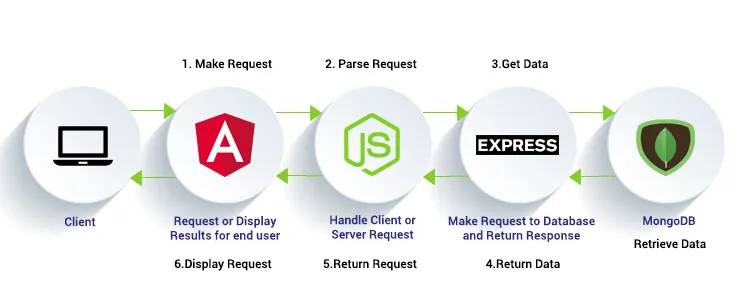 1. Make Request
2. Parse Request
3.Get Data
A
JS
EXPRESS
Client
Request or Display
Results for end user
Handle Client or
Server Request
Make Request to Database
and Return Response
MongoDB
Retrieve Data
6.Display Request
5.Return Request
4.Return Data